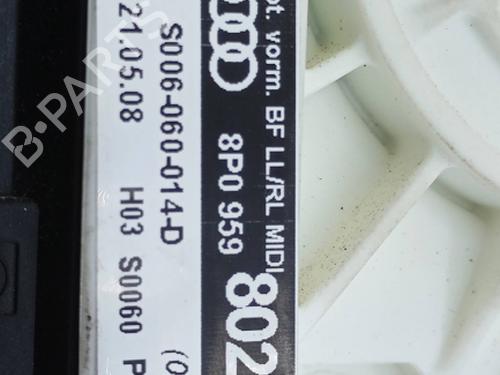 ot. vorm. BF LL/RL MIDI
8P0 959
802
S006-060-014-D
21.05.08 H03 S0060 P
(0
B-PARTS